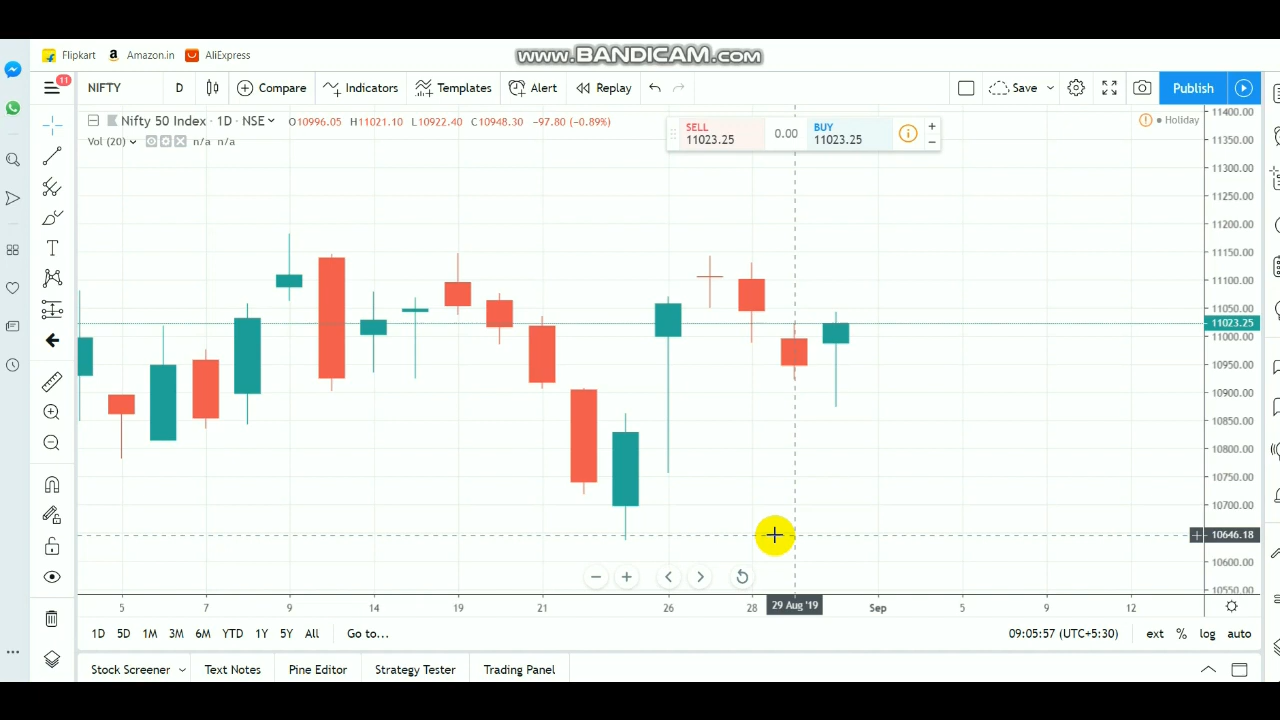 Flipkart Amazon.in AliExpress www.BANDICAM.com
11 NIFTY D Compare Indicators Templates Alert Replay Save Publish
Nifty 50 Index · 1D · NSE O10996.05 H11021.10 L10922.40 C10948.30 −97.80 (−0.89%)
Vol (20) n/a n/a
SELL
11023.25
0.00
BUY
11023.25
+
−
Holiday
11400.00
11350.00
11300.00
11250.00
11200.00
11150.00
11100.00
11050.00
11023.25
11000.00
10950.00
10900.00
10850.00
10800.00
10750.00
10700.00
10646.18
10600.00
10550.00
5 7 9 14 19 21 26 28 29 Aug '19 Sep 5 9 12
1D 5D 1M 3M 6M YTD 1Y 5Y All Go to... 09:05:57 (UTC+5:30) ext % log auto
Stock Screener Text Notes Pine Editor Strategy Tester Trading Panel